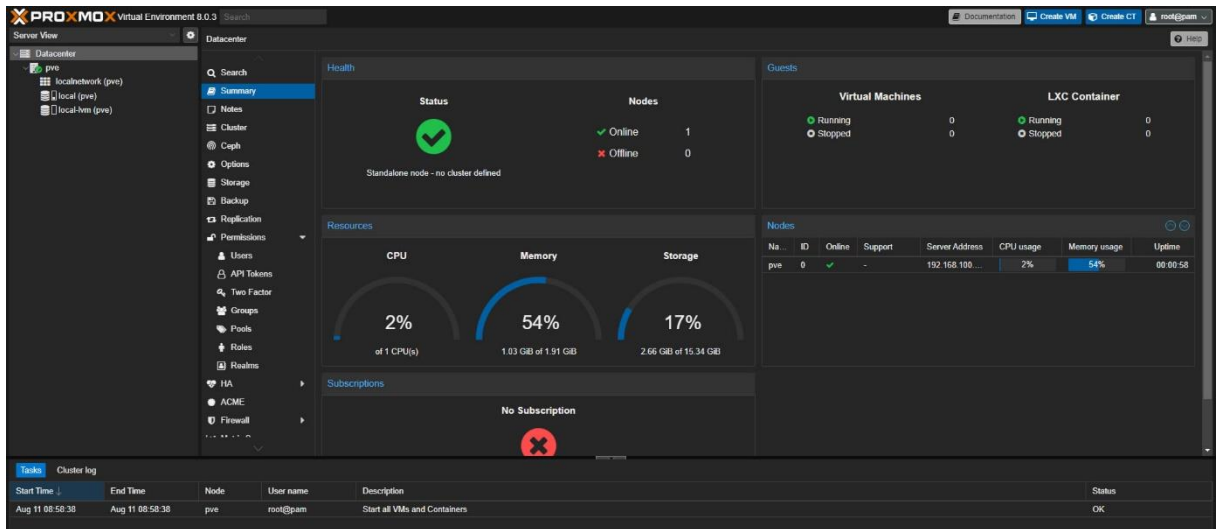 PROXMOX Virtual Environment 8.0.3 Search
Documentation Create VM Create CT root@pam
Server View
Datacenter
Help
Datacenter
pve
localnetwork (pve)
local (pve)
local-lvm (pve)
Search
Summary
Notes
Cluster
Ceph
Options
Storage
Backup
Replication
Permissions
Users
API Tokens
Two Factor
Groups
Pools
Roles
Realms
HA
ACME
Firewall
Health
Status
Standalone node - no cluster defined
Nodes
Online 1
Offline 0
Guests
Virtual Machines
Running 0
Stopped 0
LXC Container
Running 0
Stopped 0
Resources
CPU
2%
of 1 CPU(s)
Memory
54%
1.03 GiB of 1.91 GiB
Storage
17%
2.66 GiB of 15.34 GiB
Nodes
Na... ID Online Support Server Address CPU usage Memory usage Uptime
pve 0 - 192.168.100.... 2% 54% 00:00:58
Subscriptions
No Subscription
Tasks Cluster log
Start Time ↓ End Time Node User name Description Status
Aug 11 08:58:38 Aug 11 08:58:38 pve root@pam Start all VMs and Containers OK